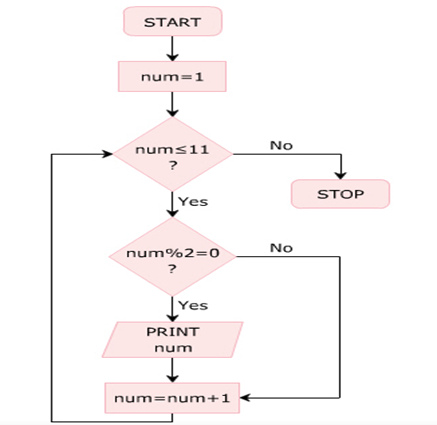 START
num=1
num≤11
?
No
STOP
Yes
num%2=0
?
No
Yes
PRINT
num
num=num+1